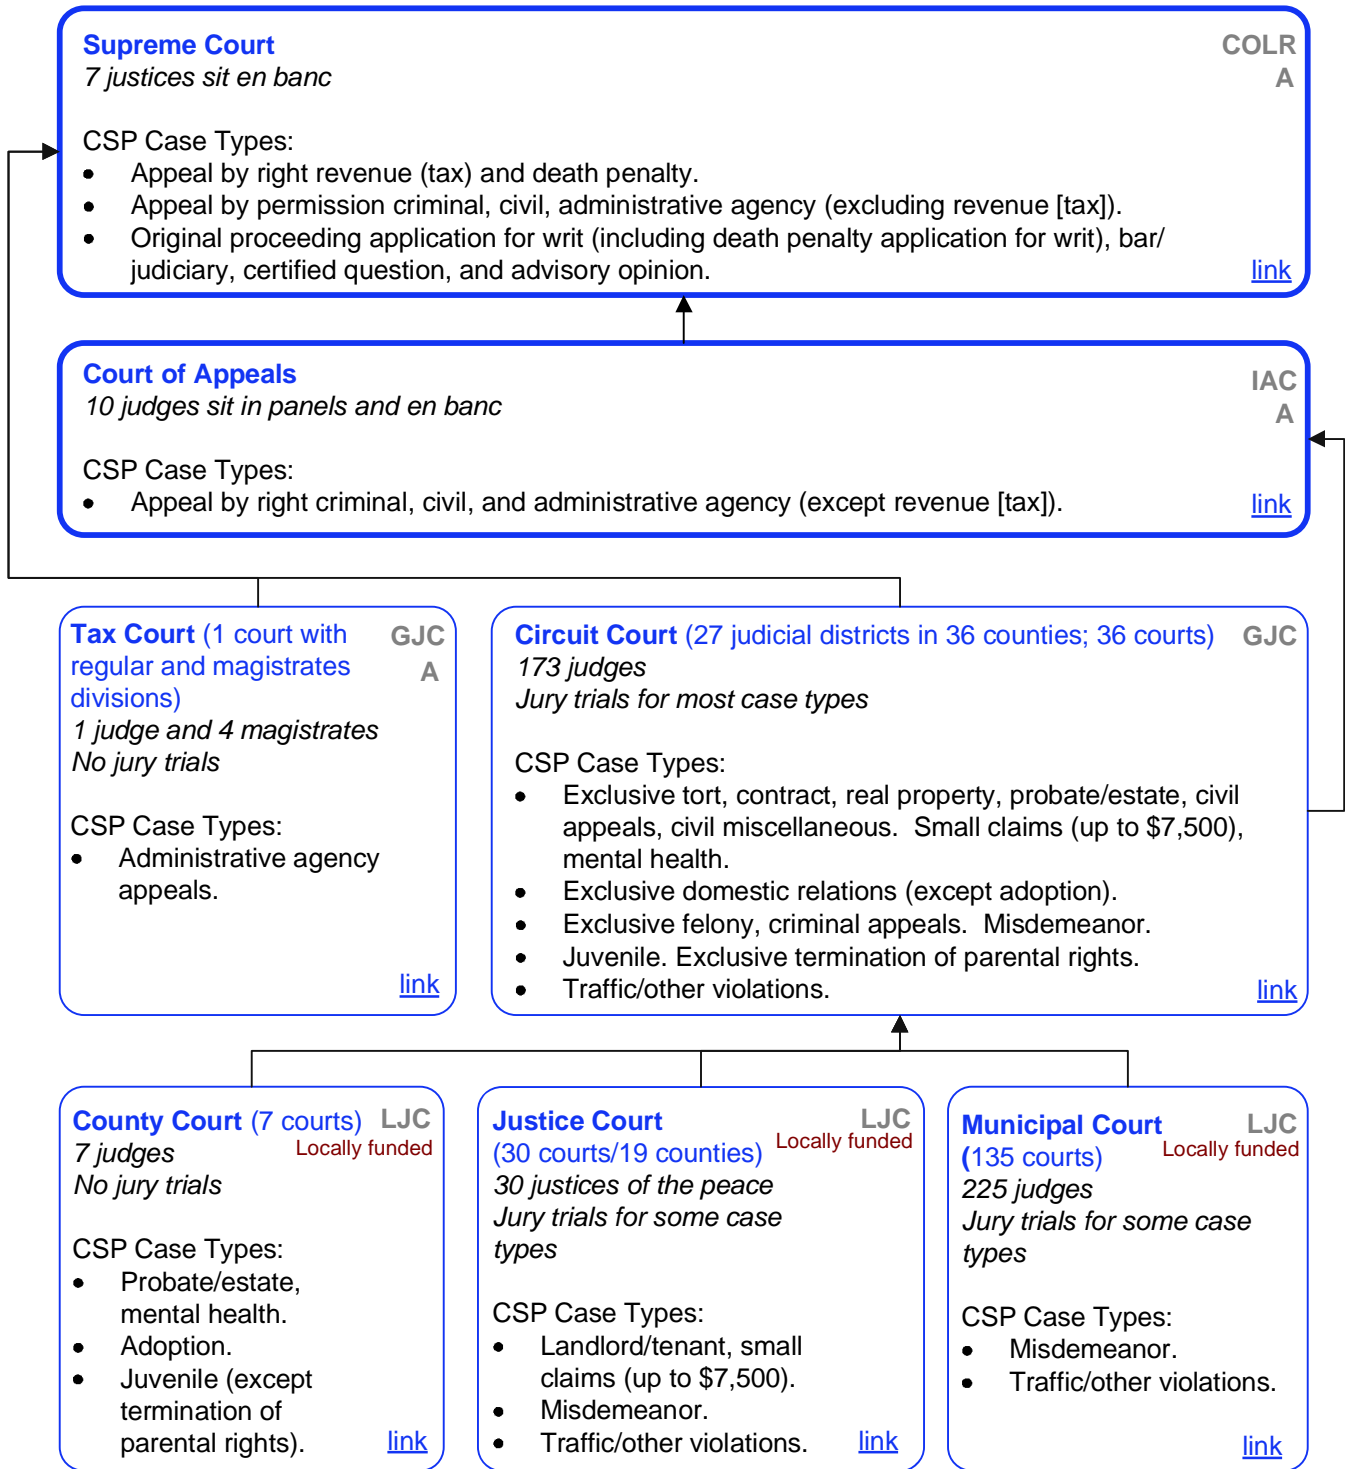 Supreme Court COLR
7 justices sit en banc A
CSP Case Types:
• Appeal by right revenue (tax) and death penalty.
• Appeal by permission criminal, civil, administrative agency (excluding revenue [tax]).
• Original proceeding application for writ (including death penalty application for writ), bar/
judiciary, certified question, and advisory opinion. link
Court of Appeals IAC
10 judges sit in panels and en banc A
CSP Case Types:
• Appeal by right criminal, civil, and administrative agency (except revenue [tax]). link
Tax Court (1 court with GJC
regular and magistrates A
divisions)
1 judge and 4 magistrates
No jury trials
CSP Case Types:
• Administrative agency
appeals.
link
Circuit Court (27 judicial districts in 36 counties; 36 courts) GJC
173 judges
Jury trials for most case types
CSP Case Types:
• Exclusive tort, contract, real property, probate/estate, civil
appeals, civil miscellaneous. Small claims (up to $7,500),
mental health.
• Exclusive domestic relations (except adoption).
• Exclusive felony, criminal appeals. Misdemeanor.
• Juvenile. Exclusive termination of parental rights.
• Traffic/other violations. link
County Court (7 courts) LJC
7 judges Locally funded
No jury trials
CSP Case Types:
• Probate/estate,
mental health.
• Adoption.
• Juvenile (except
termination of
parental rights). link
Justice Court LJC
(30 courts/19 counties) Locally funded
30 justices of the peace
Jury trials for some case
types
CSP Case Types:
• Landlord/tenant, small
claims (up to $7,500).
• Misdemeanor.
• Traffic/other violations. link
Municipal Court LJC
(135 courts) Locally funded
225 judges
Jury trials for some case
types
CSP Case Types:
• Misdemeanor.
• Traffic/other violations.
link